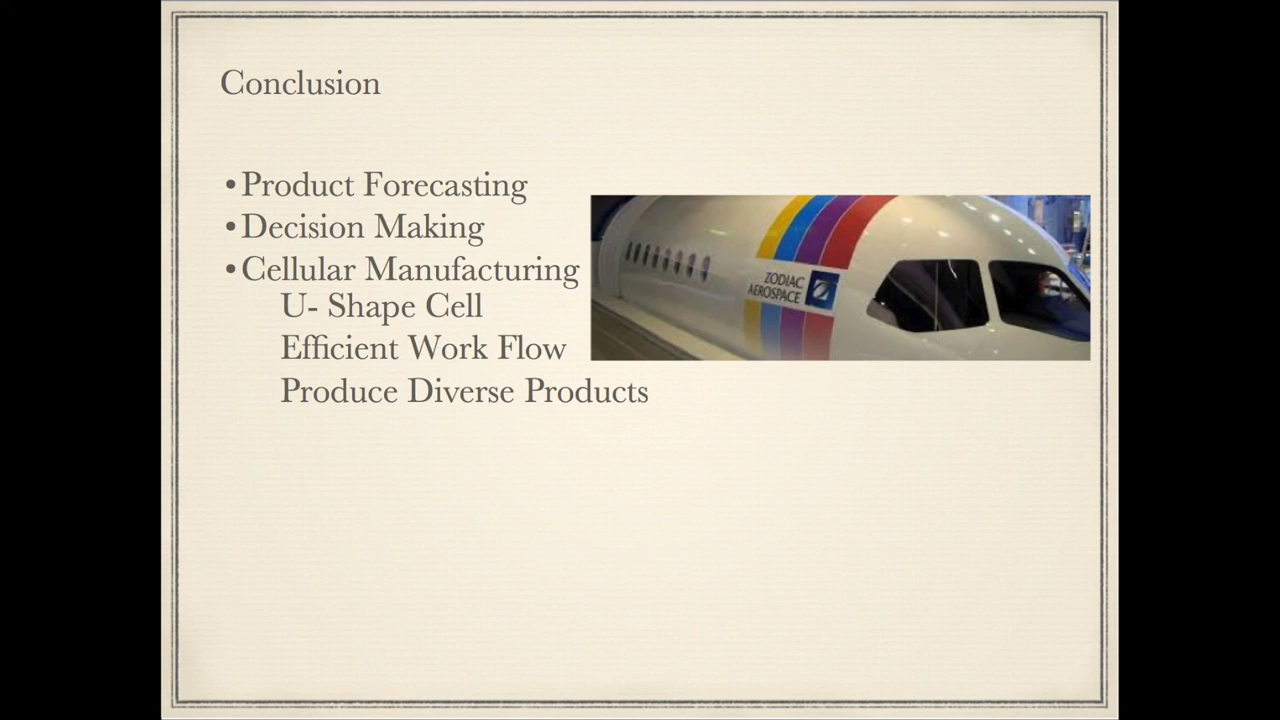 Conclusion
•Product Forecasting
•Decision Making
•Cellular Manufacturing
U- Shape Cell
Efficient Work Flow
Produce Diverse Products
ZODIAC
AEROSPACE